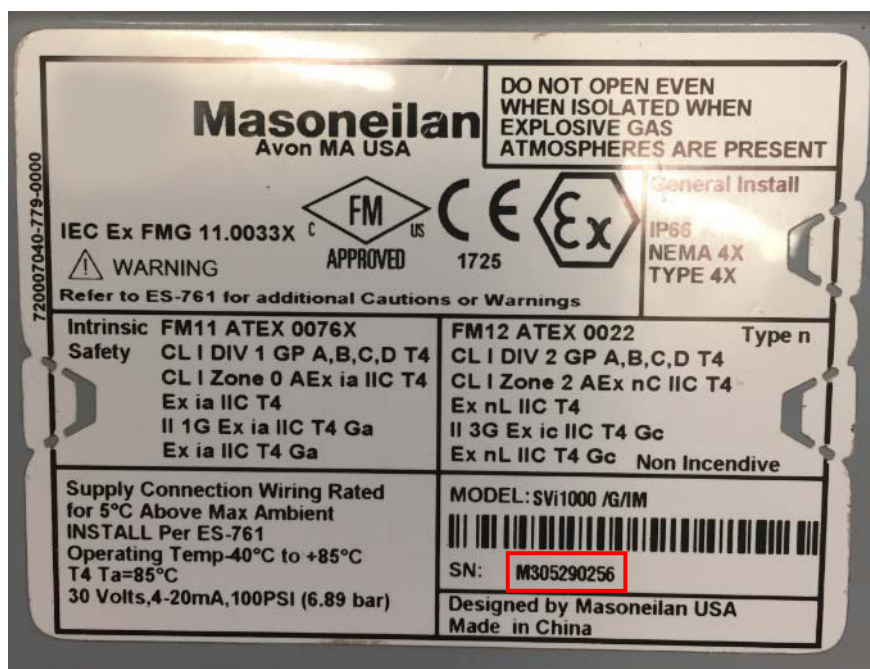 Masoneilan
Avon MA USA
DO NOT OPEN EVEN
WHEN ISOLATED WHEN
EXPLOSIVE GAS
ATMOSPHERES ARE PRESENT
720007040-779-0000
IEC Ex FMG 11.0033X
C FM US
APPROVED
CE
1725
Ex
General Install
IP66
NEMA 4X
TYPE 4X
WARNING
Refer to ES-761 for additional Cautions or Warnings
Intrinsic FM11 ATEX 0076X
Safety CL I DIV 1 GP A,B,C,D T4
CL I Zone 0 AEx ia IIC T4
Ex ia IIC T4
II 1G Ex ia IIC T4 Ga
Ex ia IIC T4 Ga
FM12 ATEX 0022 Type n
CL I DIV 2 GP A,B,C,D T4
CL I Zone 2 AEx nC IIC T4
Ex nL IIC T4
II 3G Ex ic IIC T4 Gc
Ex nL IIC T4 Gc Non Incendive
Supply Connection Wiring Rated
for 5°C Above Max Ambient
INSTALL Per ES-761
Operating Temp-40°C to +85°C
T4 Ta=85°C
30 Volts,4-20mA,100PSI (6.89 bar)
MODEL: SVi1000 /G/IM
SN: M305290256
Designed by Masoneilan USA
Made in China